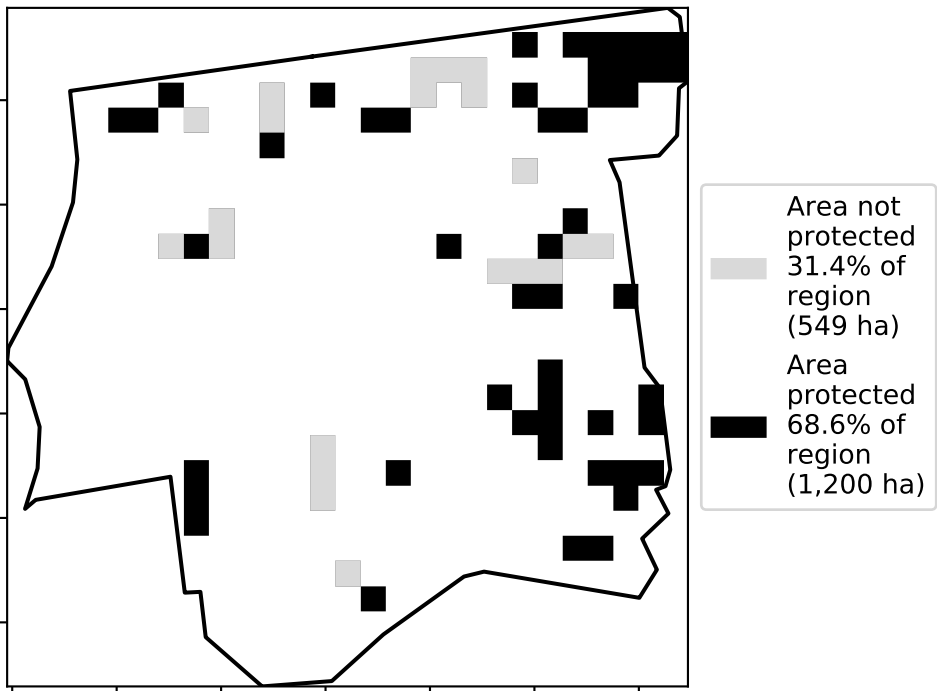 Area not
protected
31.4% of
region
(549 ha)
Area
protected
68.6% of
region
(1,200 ha)